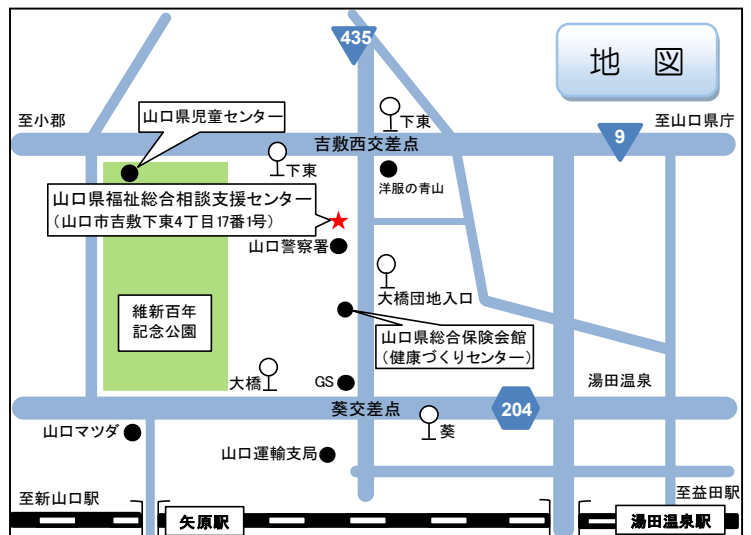 435
地 図
至小郡
山口県児童センター
下東
至山口県庁
吉敷西交差点
9
下東
洋服の青山
山口県福祉総合相談支援センター
（山口市吉敷下東4丁目17番1号）
山口警察署
大橋団地入口
維新百年
記念公園
山口県総合保険会館
（健康づくりセンター）
大橋
GS
湯田温泉
葵交差点
204
葵
山口マツダ
山口運輸支局
至新山口駅
至益田駅
矢原駅
湯田温泉駅